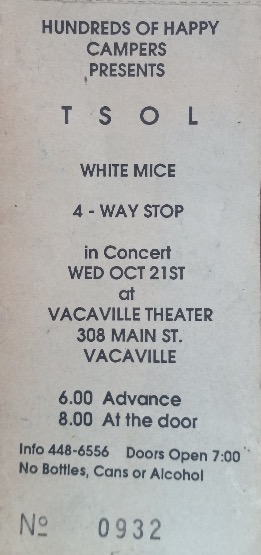 HUNDREDS OF HAPPY
CAMPERS
PRESENTS
T S O L
WHITE MICE
4 - WAY STOP
in Concert
WED OCT 21ST
at
VACAVILLE THEATER
308 MAIN ST.
VACAVILLE
6.00 Advance
8.00 At the door
Info 448-6556 Doors Open 7:00
No Bottles, Cans or Alcohol
Nº 0932